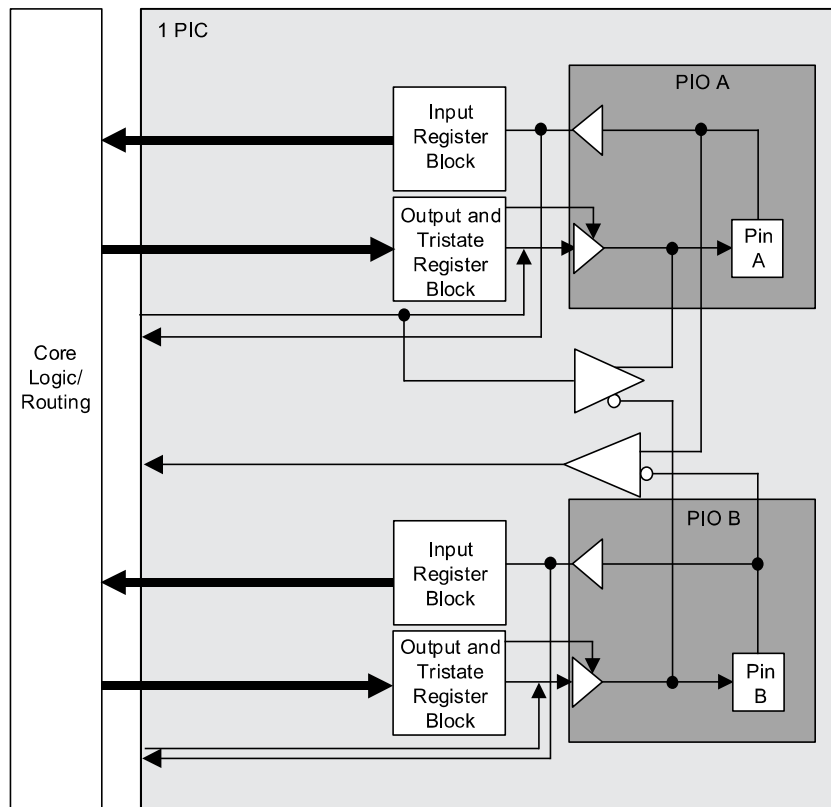 1 PIC
PIO A
Input
Register
Block
Output and
Tristate
Register
Block
Pin
A
Core
Logic/
Routing
PIO B
Input
Register
Block
Output and
Tristate
Register
Block
Pin
B